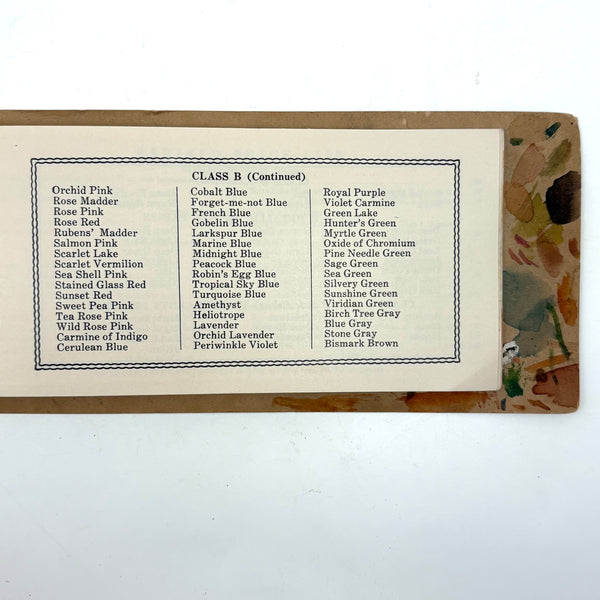 CLASS B (Continued)
Orchid Pink
Rose Madder
Rose Pink
Rose Red
Rubens' Madder
Salmon Pink
Scarlet Lake
Scarlet Vermilion
Sea Shell Pink
Stained Glass Red
Sunset Red
Sweet Pea Pink
Tea Rose Pink
Wild Rose Pink
Carmine of Indigo
Cerulean Blue
Cobalt Blue
Forget-me-not Blue
French Blue
Gobelin Blue
Larkspur Blue
Marine Blue
Midnight Blue
Peacock Blue
Robin's Egg Blue
Tropical Sky Blue
Turquoise Blue
Amethyst
Heliotrope
Lavender
Orchid Lavender
Periwinkle Violet
Royal Purple
Violet Carmine
Green Lake
Hunter's Green
Myrtle Green
Oxide of Chromium
Pine Needle Green
Sage Green
Sea Green
Silvery Green
Sunshine Green
Viridian Green
Birch Tree Gray
Blue Gray
Stone Gray
Bismark Brown